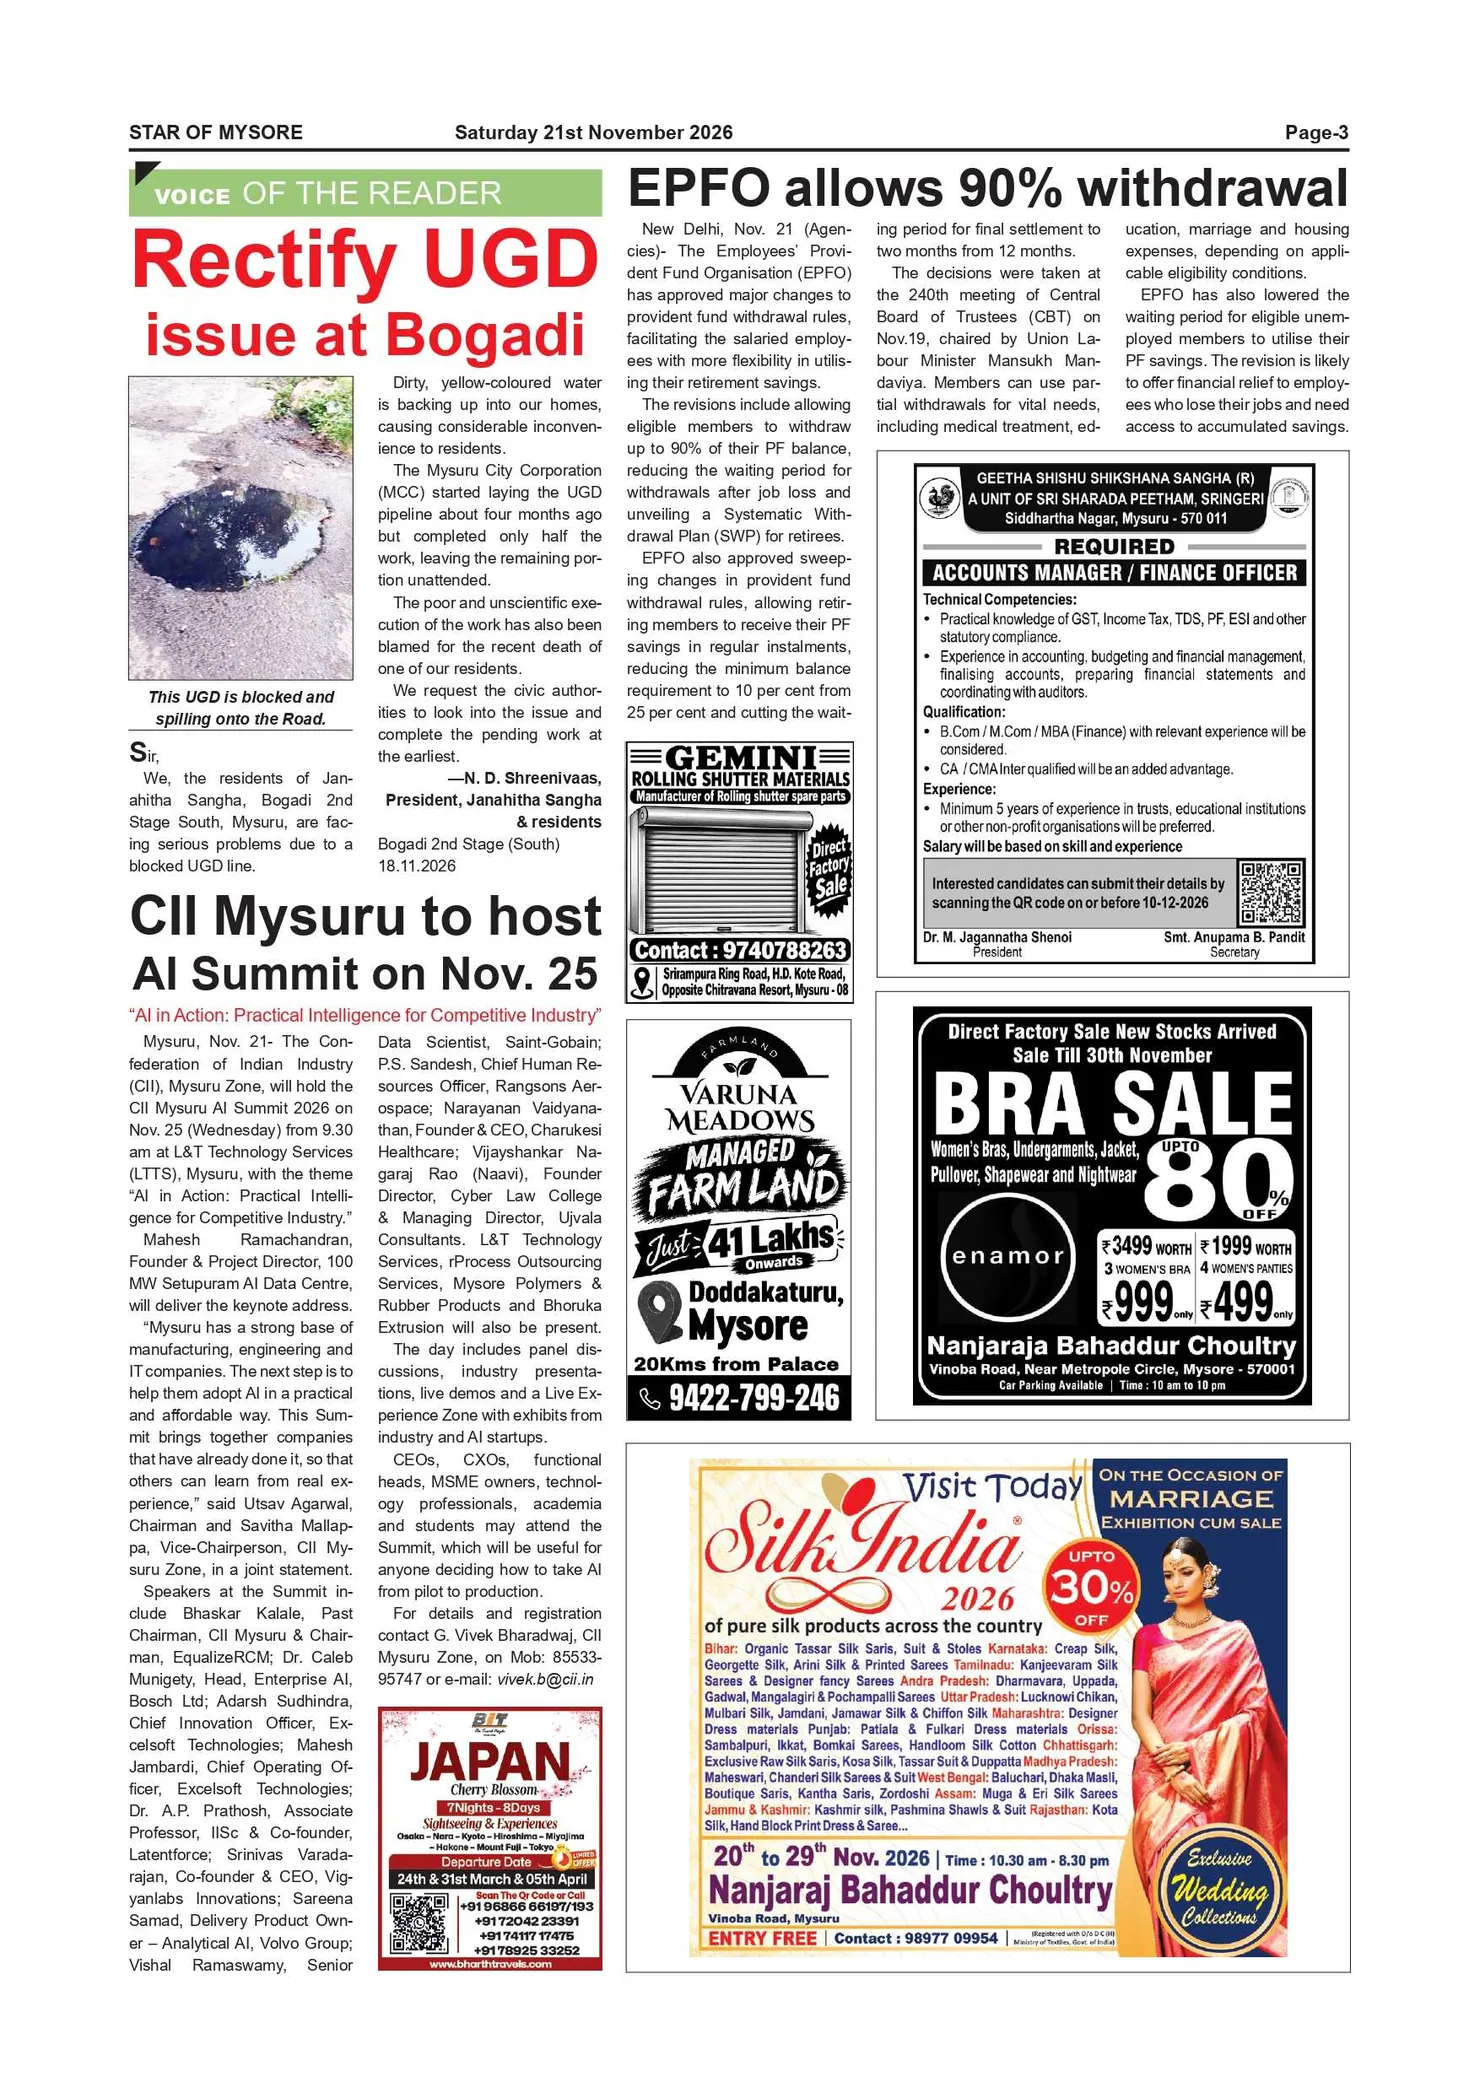 STAR OF MYSORE
Saturday 21st November 2026
Page-3
VOICE OF THE READER
Rectify UGD
issue at Bogadi
This UGD is blocked and
spilling onto the Road.
Sir,
We, the residents of Jan-
ahitha Sangha, Bogadi 2nd
Stage South, Mysuru, are fac-
ing serious problems due to a
blocked UGD line.
Dirty, yellow-coloured water
is backing up into our homes,
causing considerable inconven-
ience to residents.
The Mysuru City Corporation
(MCC) started laying the UGD
pipeline about four months ago
but completed only half the
work, leaving the remaining por-
tion unattended.
The poor and unscientific exe-
cution of the work has also been
blamed for the recent death of
one of our residents.
We request the civic author-
ities to look into the issue and
complete the pending work at
the earliest.
—N. D. Shreenivaas,
President, Janahitha Sangha
& residents
Bogadi 2nd Stage (South)
18.11.2026
CII Mysuru to host
AI Summit on Nov. 25
“AI in Action: Practical Intelligence for Competitive Industry”
Mysuru, Nov. 21- The Con-
federation of Indian Industry
(CII), Mysuru Zone, will hold the
CII Mysuru AI Summit 2026 on
Nov. 25 (Wednesday) from 9.30
am at L&T Technology Services
(LTTS), Mysuru, with the theme
“AI in Action: Practical Intelli-
gence for Competitive Industry.”
Mahesh Ramachandran,
Founder & Project Director, 100
MW Setupuram AI Data Centre,
will deliver the keynote address.
“Mysuru has a strong base of
manufacturing, engineering and
IT companies. The next step is to
help them adopt AI in a practical
and affordable way. This Sum-
mit brings together companies
that have already done it, so that
others can learn from real ex-
perience,” said Utsav Agarwal,
Chairman and Savitha Mallap-
pa, Vice-Chairperson, CII My-
suru Zone, in a joint statement.
Speakers at the Summit in-
clude Bhaskar Kalale, Past
Chairman, CII Mysuru & Chair-
man, EqualizeRCM; Dr. Caleb
Munigety, Head, Enterprise AI,
Bosch Ltd; Adarsh Sudhindra,
Chief Innovation Officer, Ex-
celsoft Technologies; Mahesh
Jambardi, Chief Operating Of-
ficer, Excelsoft Technologies;
Dr. A.P. Prathosh, Associate
Professor, IISc & Co-founder,
Latentforce; Srinivas Varada-
rajan, Co-founder & CEO, Vig-
yanlabs Innovations; Sareena
Samad, Delivery Product Own-
er – Analytical AI, Volvo Group;
Vishal Ramaswamy, Senior
Data Scientist, Saint-Gobain;
P.S. Sandesh, Chief Human Re-
sources Officer, Rangsons Aer-
ospace; Narayanan Vaidyana-
than, Founder & CEO, Charukesi
Healthcare; Vijayshankar Na-
garaj Rao (Naavi), Founder
Director, Cyber Law College
& Managing Director, Ujvala
Consultants. L&T Technology
Services, rProcess Outsourcing
Services, Mysore Polymers &
Rubber Products and Bhoruka
Extrusion will also be present.
The day includes panel dis-
cussions, industry presenta-
tions, live demos and a Live Ex-
perience Zone with exhibits from
industry and AI startups.
CEOs, CXOs, functional
heads, MSME owners, technol-
ogy professionals, academia
and students may attend the
Summit, which will be useful for
anyone deciding how to take AI
from pilot to production.
For details and registration
contact G. Vivek Bharadwaj, CII
Mysuru Zone, on Mob: 85533-
95747 or e-mail: vivek.b@cii.in
BIT
JAPAN
Cherry Blossom
7Nights - 8Days
Sightseeing & Experiences
Osaka – Nara – Kyoto – Hiroshima – Miyajima
– Hakone – Mount Fuji – Tokyo
LIMITED
OFFER
Departure Date
24th & 31st March & 05th April
Scan The Qr Code or Call
+91 96866 66197/193
+91 72042 23391
+91 74117 17475
+91 78925 33252
www.bharthtravels.com
EPFO allows 90% withdrawal
New Delhi, Nov. 21 (Agen-
cies)- The Employees’ Provi-
dent Fund Organisation (EPFO)
has approved major changes to
provident fund withdrawal rules,
facilitating the salaried employ-
ees with more flexibility in utilis-
ing their retirement savings.
The revisions include allowing
eligible members to withdraw
up to 90% of their PF balance,
reducing the waiting period for
withdrawals after job loss and
unveiling a Systematic With-
drawal Plan (SWP) for retirees.
EPFO also approved sweep-
ing changes in provident fund
withdrawal rules, allowing retir-
ing members to receive their PF
savings in regular instalments,
reducing the minimum balance
requirement to 10 per cent from
25 per cent and cutting the wait-
ing period for final settlement to
two months from 12 months.
The decisions were taken at
the 240th meeting of Central
Board of Trustees (CBT) on
Nov.19, chaired by Union La-
bour Minister Mansukh Man-
daviya. Members can use par-
tial withdrawals for vital needs,
including medical treatment, ed-
ucation, marriage and housing
expenses, depending on appli-
cable eligibility conditions.
EPFO has also lowered the
waiting period for eligible unem-
ployed members to utilise their
PF savings. The revision is likely
to offer financial relief to employ-
ees who lose their jobs and need
access to accumulated savings.
GEMINI
ROLLING SHUTTER MATERIALS
Manufacturer of Rolling shutter spare parts
Direct
Factory
Sale
Contact : 9740788263
Srirampura Ring Road, H.D. Kote Road,
Opposite Chitravana Resort, Mysuru - 08
FARMLAND
VARUNA
MEADOWS
MANAGED
FARM LAND
Just 41 Lakhs
Onwards
Doddakaturu,
Mysore
20Kms from Palace
9422-799-246
GEETHA SHISHU SHIKSHANA SANGHA (R)
A UNIT OF SRI SHARADA PEETHAM, SRINGERI
Siddhartha Nagar, Mysuru - 570 011
REQUIRED
ACCOUNTS MANAGER / FINANCE OFFICER
Technical Competencies:
• Practical knowledge of GST, Income Tax, TDS, PF, ESI and other
statutory compliance.
• Experience in accounting, budgeting and financial management,
finalising accounts, preparing financial statements and
coordinating with auditors.
Qualification:
• B.Com / M.Com / MBA (Finance) with relevant experience will be
considered.
• CA / CMA Inter qualified will be an added advantage.
Experience:
• Minimum 5 years of experience in trusts, educational institutions
or other non-profit organisations will be preferred.
Salary will be based on skill and experience
Interested candidates can submit their details by
scanning the QR code on or before 10-12-2026
Dr. M. Jagannatha Shenoi
President
Smt. Anupama B. Pandit
Secretary
Direct Factory Sale New Stocks Arrived
Sale Till 30th November
BRA SALE
Women's Bras, Undergarments, Jacket,
Pullover, Shapewear and Nightwear
UPTO
80% OFF
enamor
₹3499 WORTH
3 WOMEN'S BRA
₹999 only
₹1999 WORTH
4 WOMEN'S PANTIES
₹499 only
Nanjaraja Bahaddur Choultry
Vinoba Road, Near Metropole Circle, Mysore - 570001
Car Parking Available | Time : 10 am to 10 pm
Visit Today
Silk India ®
2026
of pure silk products across the country
ON THE OCCASION OF
MARRIAGE
EXHIBITION CUM SALE
UPTO
30%
OFF
Bihar: Organic Tassar Silk Saris, Suit & Stoles Karnataka: Creap Silk,
Georgette Silk, Arini Silk & Printed Sarees Tamilnadu: Kanjeevaram Silk
Sarees & Designer fancy Sarees Andra Pradesh: Dharmavara, Uppada,
Gadwal, Mangalagiri & Pochampalli Sarees Uttar Pradesh: Lucknowi Chikan,
Mulbari Silk, Jamdani, Jamawar Silk & Chiffon Silk Maharashtra: Designer
Dress materials Punjab: Patiala & Fulkari Dress materials Orissa:
Sambalpuri, Ikkat, Bomkai Sarees, Handloom Silk Cotton Chhattisgarh:
Exclusive Raw Silk Saris, Kosa Silk, Tassar Suit & Duppatta Madhya Pradesh:
Maheswari, Chanderi Silk Sarees & Suit West Bengal: Baluchari, Dhaka Masli,
Boutique Saris, Kantha Saris, Zordoshi Assam: Muga & Eri Silk Sarees
Jammu & Kashmir: Kashmir silk, Pashmina Shawls & Suit Rajasthan: Kota
Silk, Hand Block Print Dress & Saree...
20th to 29th Nov. 2026 | Time : 10.30 am - 8.30 pm
Nanjaraj Bahaddur Choultry
Vinoba Road, Mysuru
ENTRY FREE | Contact : 98977 09954 |
(Registered with O/o D C (H)
Ministry of Textiles, Govt. of India)
Exclusive
Wedding
Collections